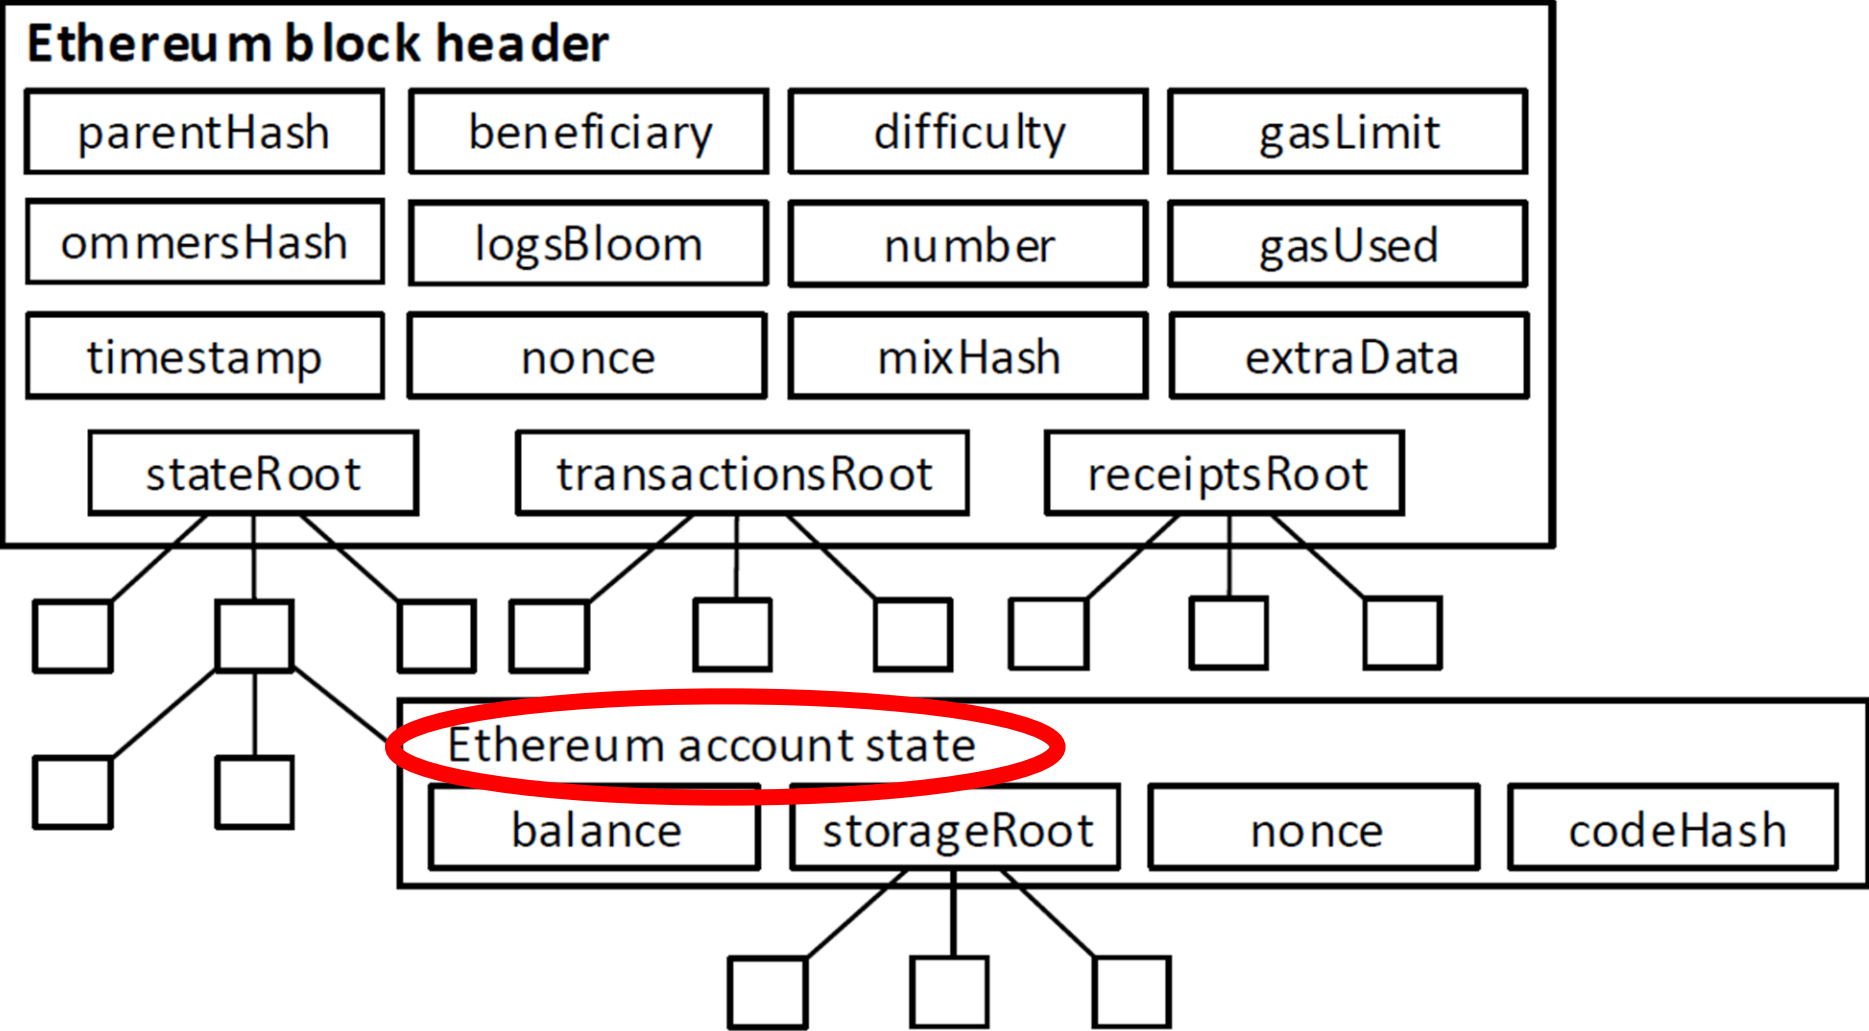 Ethereum block header
parentHash beneficiary difficulty gasLimit
ommersHash logsBloom number gasUsed
timestamp nonce mixHash extraData
stateRoot transactionsRoot receiptsRoot
Ethereum account state
balance storageRoot nonce codeHash